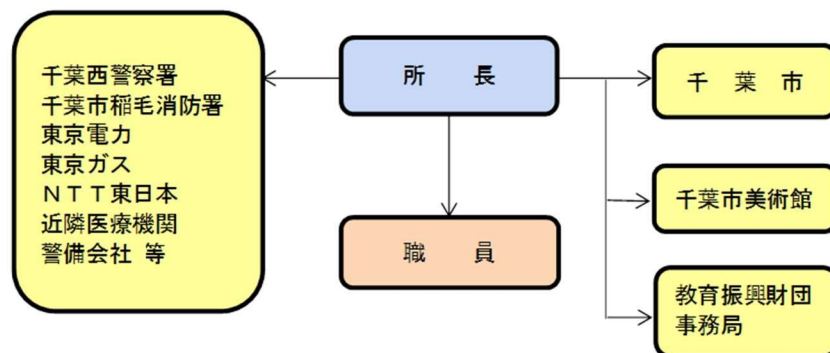 千葉西警察署
千葉市稲毛消防署
東京電力
東京ガス
ＮＴＴ東日本
近隣医療機関
警備会社 等
所　長
職　員
千　葉　市
千葉市美術館
教育振興財団
事務局